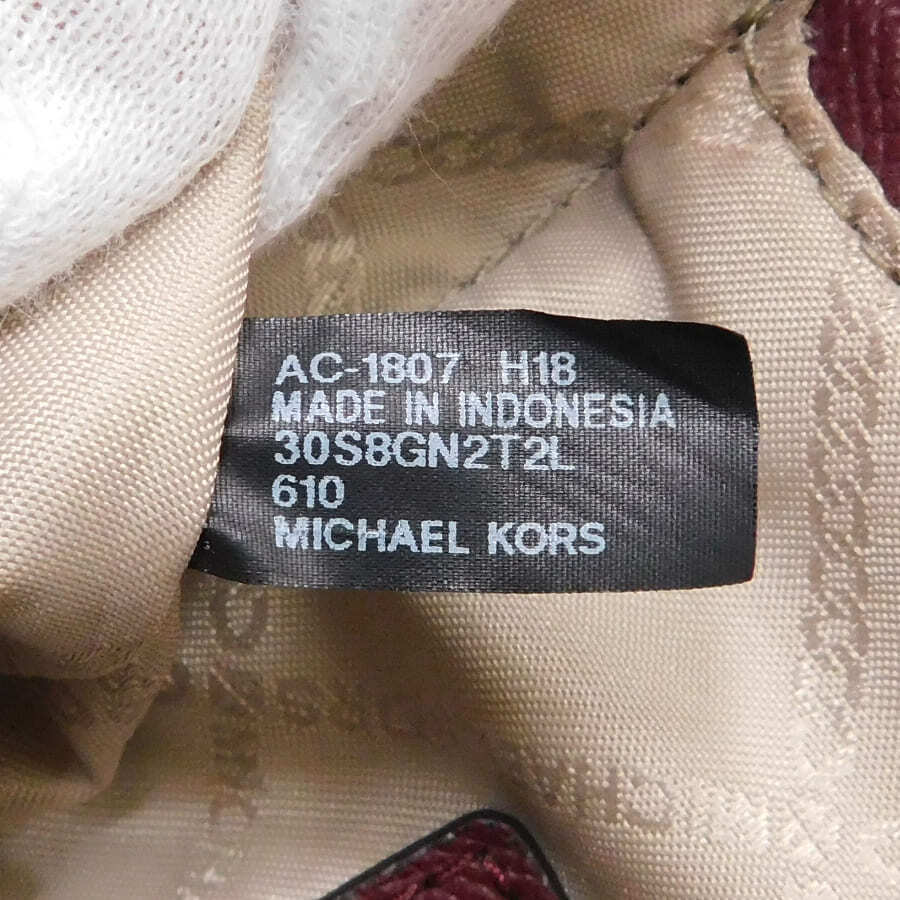 AC-1807 H18
MADE IN INDONESIA
30S8GN2T2L
610
MICHAEL KORS